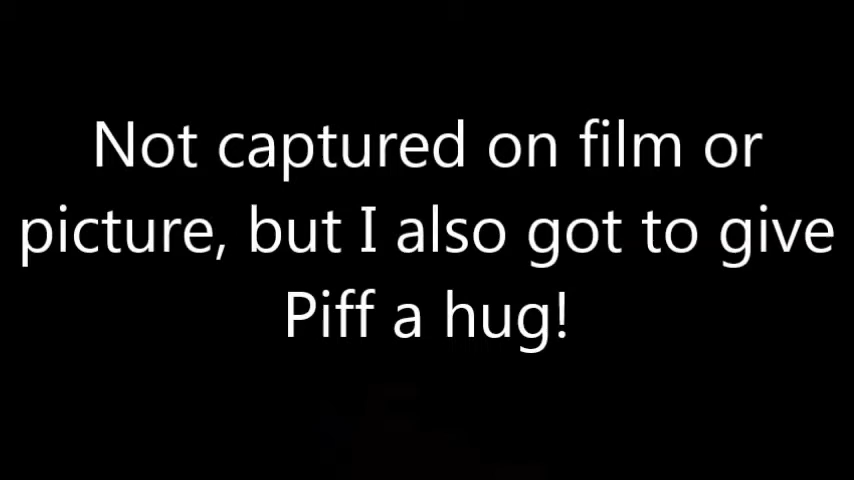 Not captured on film or
picture, but I also got to give
Piff a hug!